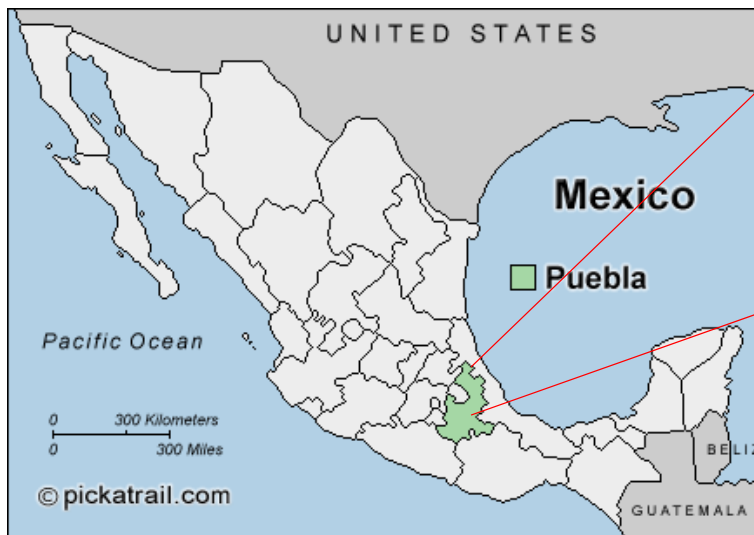 UNITED STATES
Mexico
Puebla
Pacific Ocean
0 300 Kilometers
0 300 Miles
BELIZ
© pickatrail.com
GUATEMALA